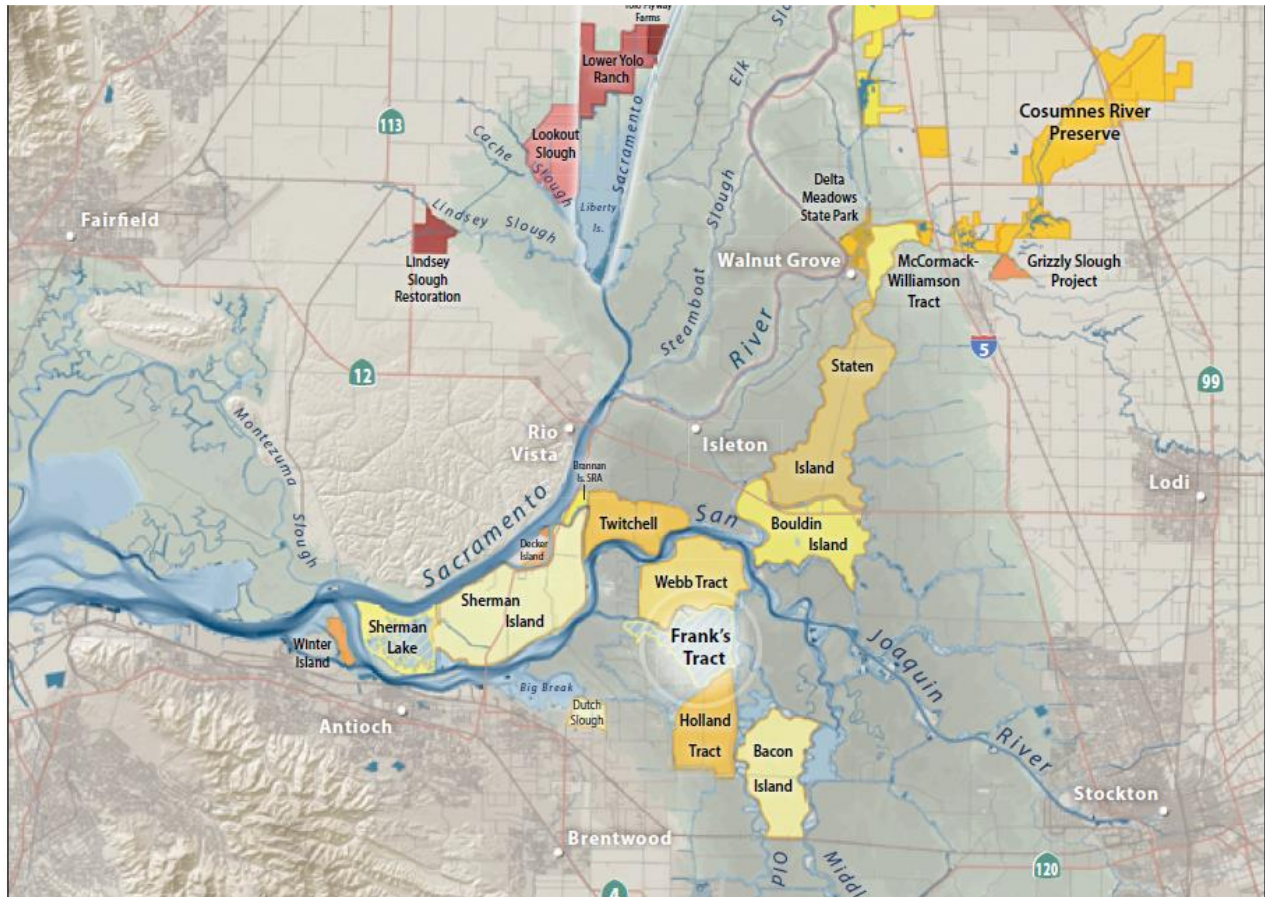 Yolo Flyway
Farms
Lower Yolo
Ranch
Sacramento
Elk
Slo
113
Lookout
Slough
Cache
Slough
Cosumnes River
Preserve
Delta
Meadows
State Park
Slough
Liberty
Is.
Lindsey Slough
Fairfield
Lindsey
Slough
Restoration
Walnut Grove
McCormack-
Williamson
Tract
Grizzly Slough
Project
Steamboat
River
5
12
Staten
Island
99
Montezuma
Slough
Rio
Vista
Isleton
Brannan
Is. SRA
Lodi
Sacramento
Decker
Island
Twitchell
San
Bouldin
Island
Webb Tract
Sherman
Island
Sherman
Lake
Winter
Island
Frank's
Tract
Joaquin
River
Big Break
Dutch
Slough
Antioch
Holland
Tract
Bacon
Island
Stockton
Brentwood
Old
Middl
120
4